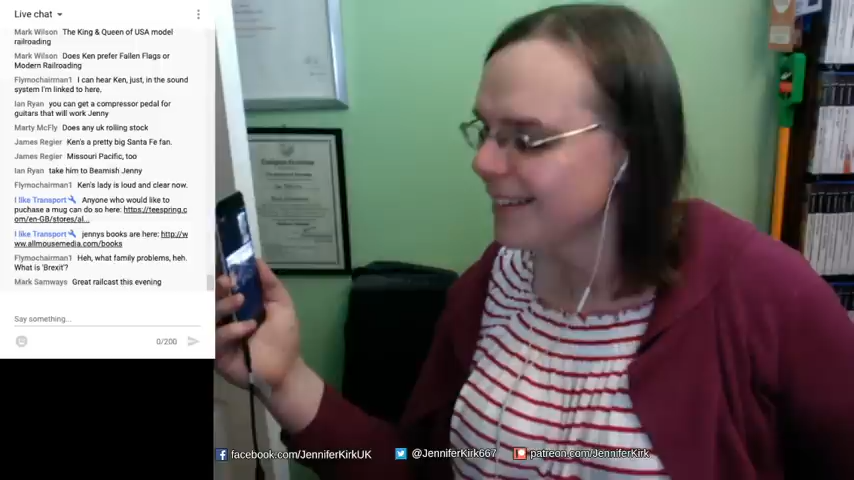 Live chat
Mark Wilson The King & Queen of USA model
railroading
Mark Wilson Does Ken prefer Fallen Flags or
Modern Railroading
Flymochairman1 I can hear Ken, just, in the sound
system I'm linked to here.
Ian Ryan you can get a compressor pedal for
guitars that will work Jenny
Marty McFly Does any uk rolling stock
James Regier Ken's a pretty big Santa Fe fan.
James Regier Missouri Pacific, too
Ian Ryan take him to Beamish Jenny
Flymochairman1 Ken's lady is loud and clear now.
I like Transport Anyone who would like to
puchase a mug can do so here: https://teespring.c
om/en-GB/stores/al...
I like Transport jennys books are here: http://w
ww.allmousemedia.com/books
Flymochairman1 Heh, what family problems, heh.
What is 'Brexit'?
Mark Samways Great railcast this evening
Say something...
0/200
facebook.com/JenniferKirkUK
@JenniferKirk667
patreon.com/JenniferKirk